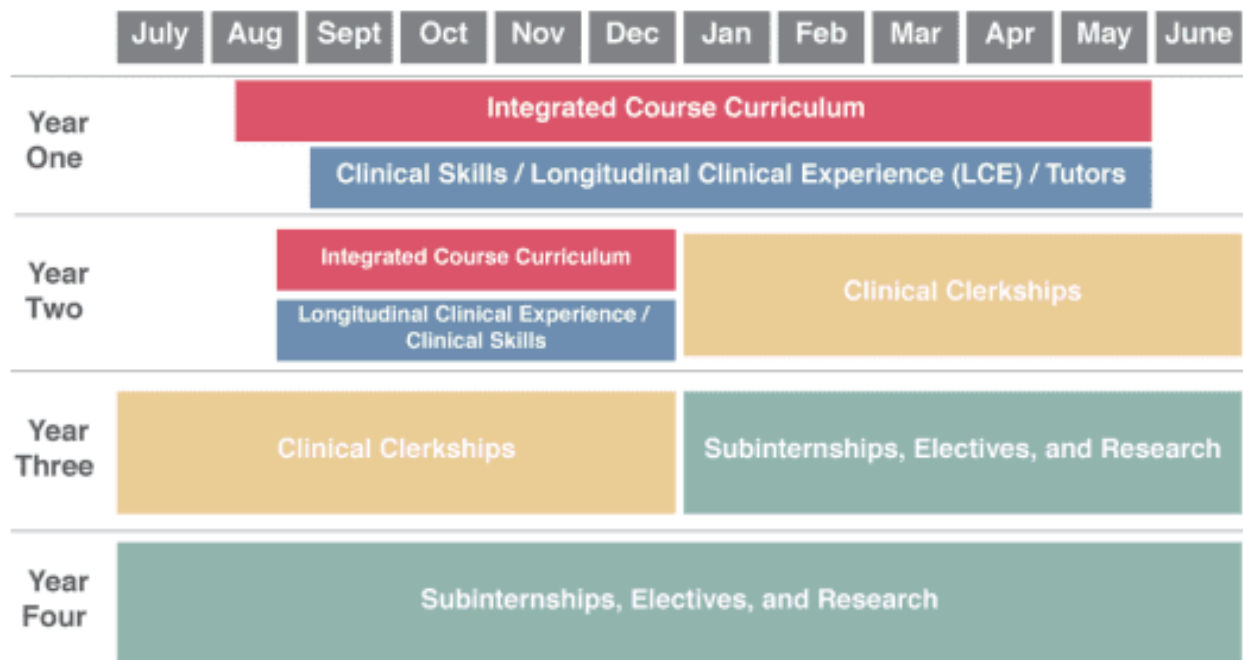 July Aug Sept Oct Nov Dec Jan Feb Mar Apr May June
Year
One
Integrated Course Curriculum
Clinical Skills / Longitudinal Clinical Experience (LCE) / Tutors
Year
Two
Integrated Course Curriculum
Longitudinal Clinical Experience /
Clinical Skills
Clinical Clerkships
Year
Three
Clinical Clerkships
Subinternships, Electives, and Research
Year
Four
Subinternships, Electives, and Research